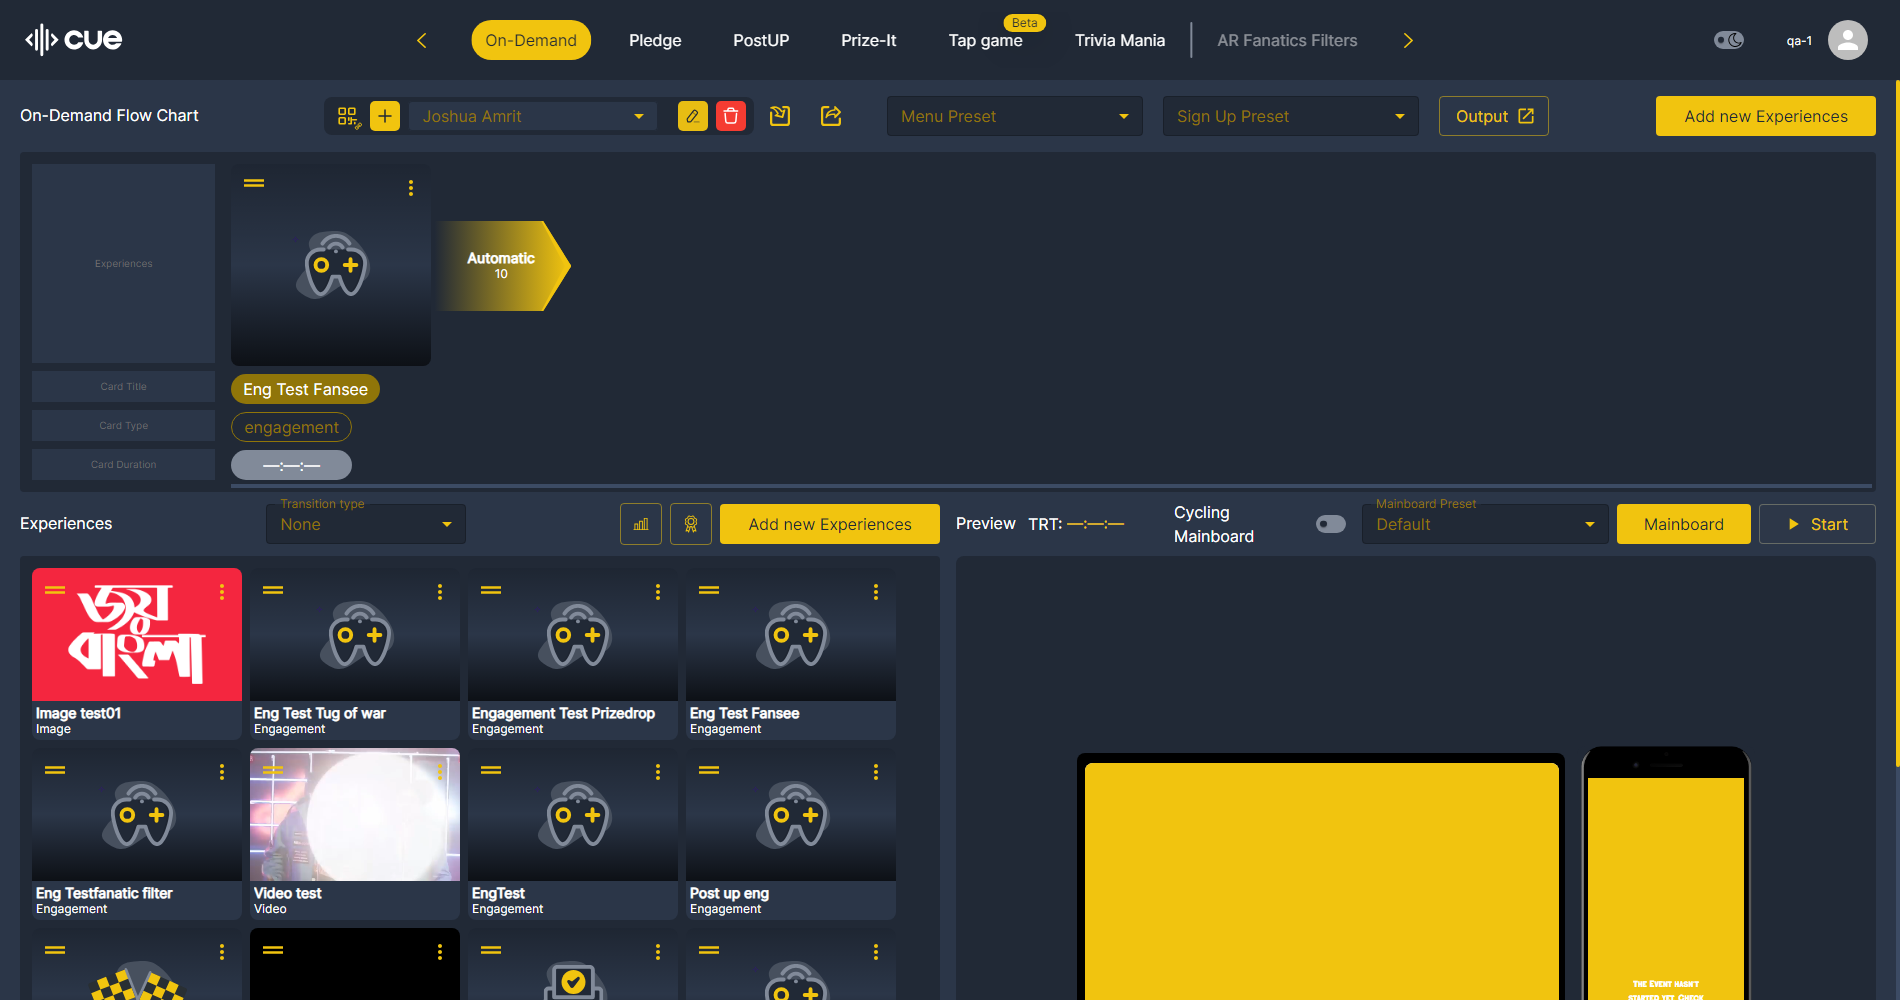 cue
On-Demand
Pledge
PostUP
Prize-It
Tap game
Beta
Trivia Mania
AR Fanatics Filters
qa-1
On-Demand Flow Chart
Joshua Amrit
Menu Preset
Sign Up Preset
Output
Add new Experiences
Experiences
Automatic
10
Card Title
Eng Test Fansee
Card Type
engagement
Card Duration
—:—:—
Experiences
Transition type
None
Add new Experiences
Preview
TRT: —:—:—
Cycling
Mainboard
Mainboard Preset
Default
Mainboard
Start
জয়
বাংলা
Image test01
Image
Eng Test Tug of war
Engagement
Engagement Test Prizedrop
Engagement
Eng Test Fansee
Engagement
Eng Testfanatic filter
Engagement
Video test
Video
EngTest
Engagement
Post up eng
Engagement
The Event hasn't
started yet. Check